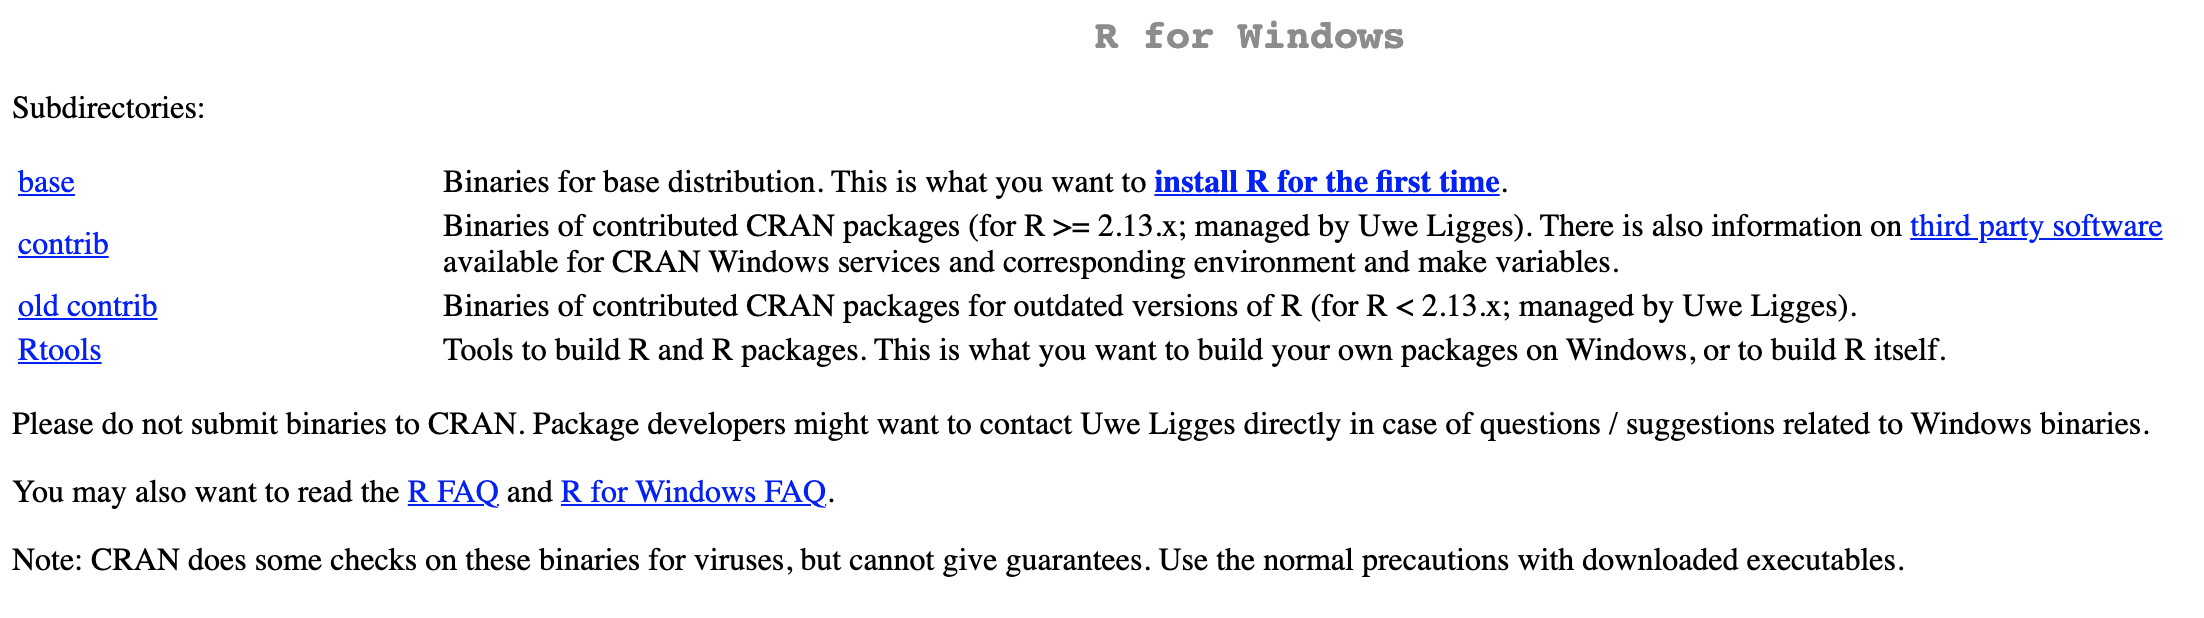 R for Windows
Subdirectories:
base Binaries for base distribution. This is what you want to install R for the first time.
contrib Binaries of contributed CRAN packages (for R >= 2.13.x; managed by Uwe Ligges). There is also information on third party software
available for CRAN Windows services and corresponding environment and make variables.
old contrib Binaries of contributed CRAN packages for outdated versions of R (for R < 2.13.x; managed by Uwe Ligges).
Rtools Tools to build R and R packages. This is what you want to build your own packages on Windows, or to build R itself.
Please do not submit binaries to CRAN. Package developers might want to contact Uwe Ligges directly in case of questions / suggestions related to Windows binaries.
You may also want to read the R FAQ and R for Windows FAQ.
Note: CRAN does some checks on these binaries for viruses, but cannot give guarantees. Use the normal precautions with downloaded executables.